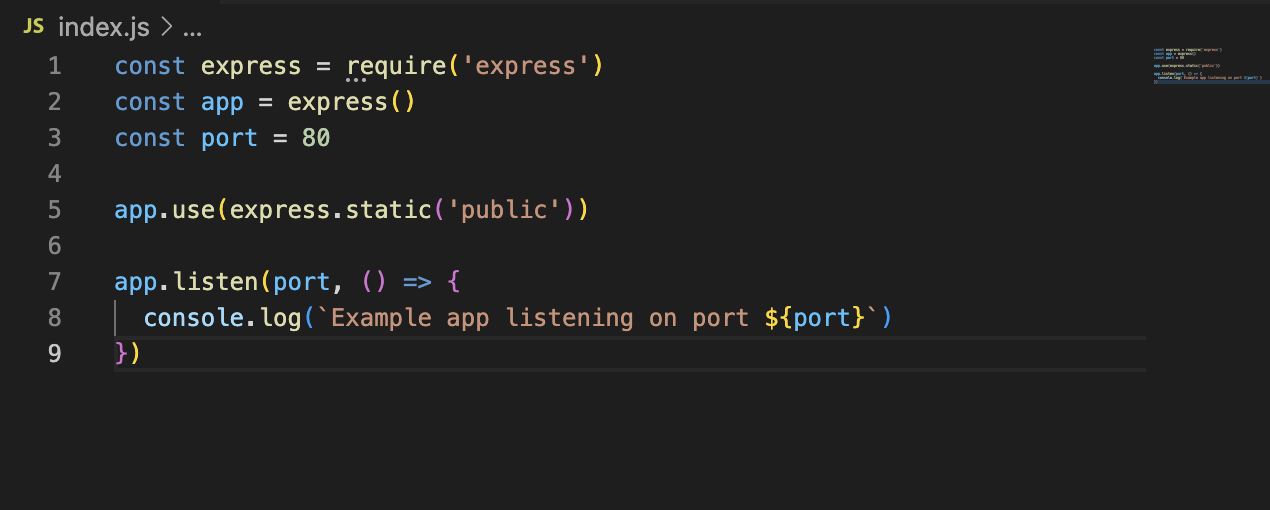 JS index.js > ...
1 const express = require('express')
2 const app = express()
3 const port = 80
4
5 app.use(express.static('public'))
6
7 app.listen(port, () => {
8   console.log(`Example app listening on port ${port}`)
9 })